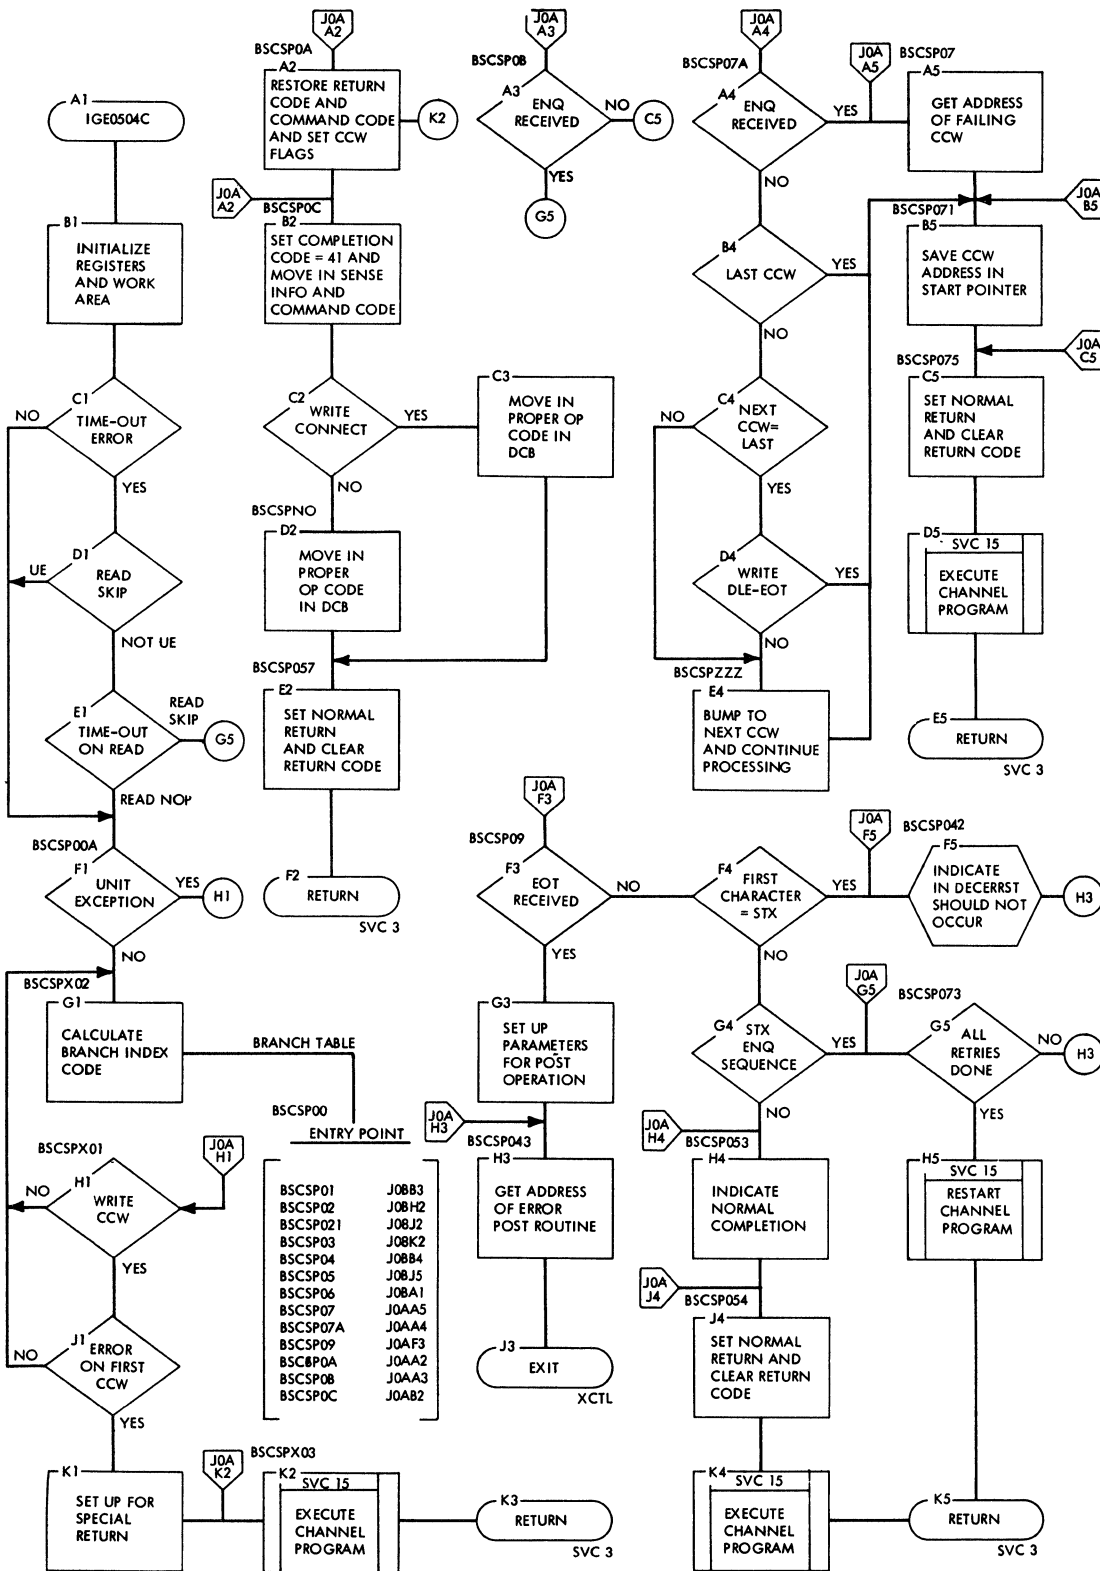 A1
IGE0504C
B1
INITIALIZE
REGISTERS
AND WORK
AREA
C1
TIME-OUT
ERROR
NO
YES
D1
READ
SKIP
UE
NOT UE
E1
TIME-OUT
ON READ
READ
SKIP
G5
READ NOP
BSCSP00A
F1
UNIT
EXCEPTION
YES
H1
NO
BSCSPX02
G1
CALCULATE
BRANCH INDEX
CODE
BRANCH TABLE
BSCSPX01
J0A
H1
H1
WRITE
CCW
NO
YES
J1
ERROR
ON FIRST
CCW
NO
YES
K1
SET UP FOR
SPECIAL
RETURN
J0A
A2
BSCSP0A
A2
RESTORE RETURN
CODE AND
COMMAND CODE
AND SET CCW
FLAGS
K2
J0A
A2
BSCSP0C
B2
SET COMPLETION
CODE = 41 AND
MOVE IN SENSE
INFO AND
COMMAND CODE
C2
WRITE
CONNECT
YES
NO
C3
MOVE IN
PROPER OP
CODE IN
DCB
BSCSPNO
D2
MOVE IN
PROPER
OP CODE
IN DCB
BSCSP057
E2
SET NORMAL
RETURN
AND CLEAR
RETURN CODE
F2
RETURN
SVC 3
BSCSP00
ENTRY POINT
BSCSP01 J0BB3
BSCSP02 J0BH2
BSCSP021 J0BJ2
BSCSP03 J0BK2
BSCSP04 J0BB4
BSCSP05 J0BJ5
BSCSP06 J0BA1
BSCSP07 J0AA5
BSCSP07A J0AA4
BSCSP09 J0AF3
BSCSP0A J0AA2
BSCSP0B J0AA3
BSCSP0C J0AB2
J0A
K2
BSCSPX03
K2
SVC 15
EXECUTE
CHANNEL
PROGRAM
K3
RETURN
SVC 3
J0A
A3
BSCSP0B
A3
ENQ
RECEIVED
NO
C5
YES
G5
J0A
F3
BSCSP09
F3
EOT
RECEIVED
NO
YES
G3
SET UP
PARAMETERS
FOR POST
OPERATION
J0A
H3
BSCSP043
H3
GET ADDRESS
OF ERROR
POST ROUTINE
J3
EXIT
XCTL
J0A
A4
BSCSP07A
A4
ENQ
RECEIVED
YES
NO
B4
LAST CCW
YES
NO
C4
NEXT
CCW=
LAST
NO
YES
D4
WRITE
DLE-EOT
YES
NO
BSCSPZZZ
E4
BUMP TO
NEXT CCW
AND CONTINUE
PROCESSING
F4
FIRST
CHARACTER
= STX
YES
NO
G4
STX
ENQ
SEQUENCE
YES
NO
J0A
H4
BSCSP053
H4
INDICATE
NORMAL
COMPLETION
J0A
J4
BSCSP054
J4
SET NORMAL
RETURN AND
CLEAR RETURN
CODE
K4
SVC 15
EXECUTE
CHANNEL
PROGRAM
J0A
A5
BSCSP07
A5
GET ADDRESS
OF FAILING
CCW
J0A
B5
BSCSP071
B5
SAVE CCW
ADDRESS IN
START POINTER
J0A
C5
BSCSP075
C5
SET NORMAL
RETURN
AND CLEAR
RETURN CODE
D5
SVC 15
EXECUTE
CHANNEL
PROGRAM
E5
RETURN
SVC 3
J0A
F5
BSCSP042
F5
INDICATE
IN DECERRST
SHOULD NOT
OCCUR
H3
J0A
G5
BSCSP073
G5
ALL
RETRIES
DONE
NO
H3
YES
H5
SVC 15
RESTART
CHANNEL
PROGRAM
K5
RETURN
SVC 3